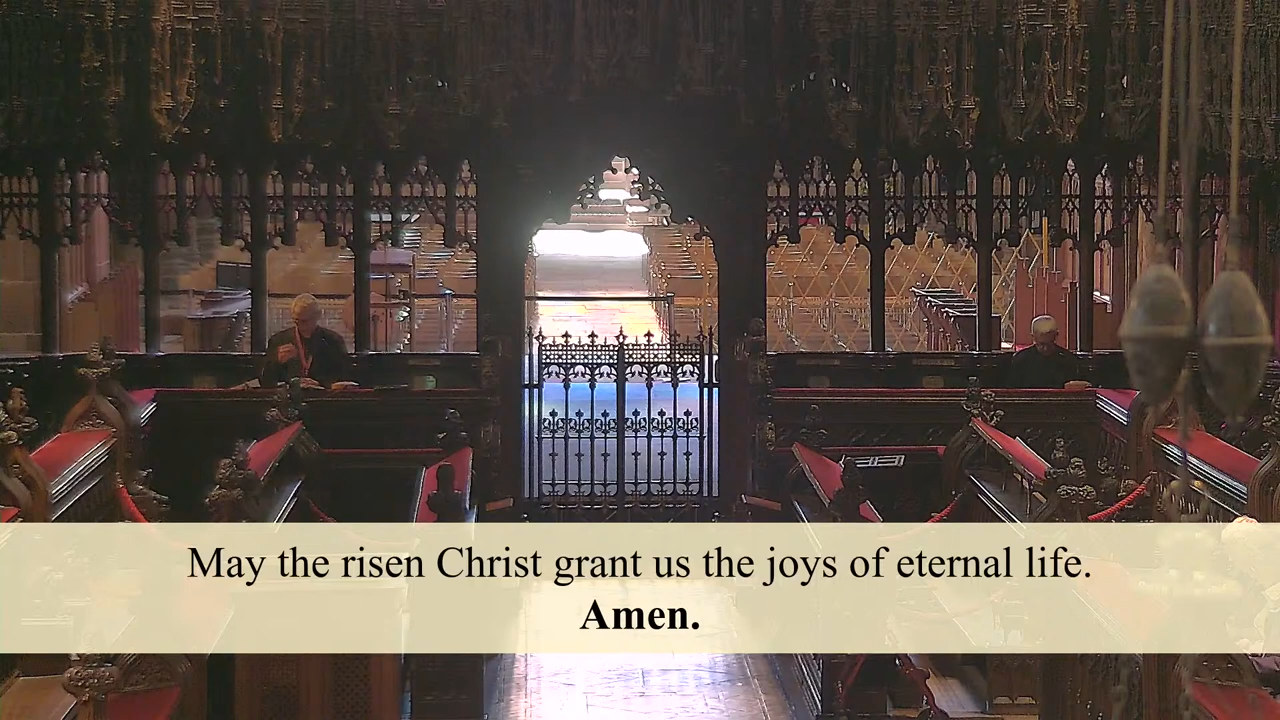 May the risen Christ grant us the joys of eternal life.
Amen.